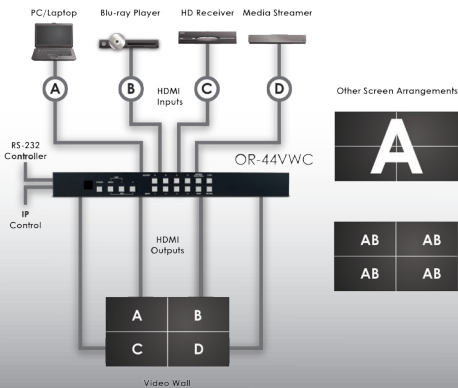 PC/Laptop
Blu-ray Player
HD Receiver
Media Streamer
A
B
HDMI
Inputs
C
D
Other Screen Arrangements
A
RS-232
Controller
OR-44VWC
IP
Control
HDMI
Outputs
AB
AB
AB
AB
A
B
C
D
Video Wall